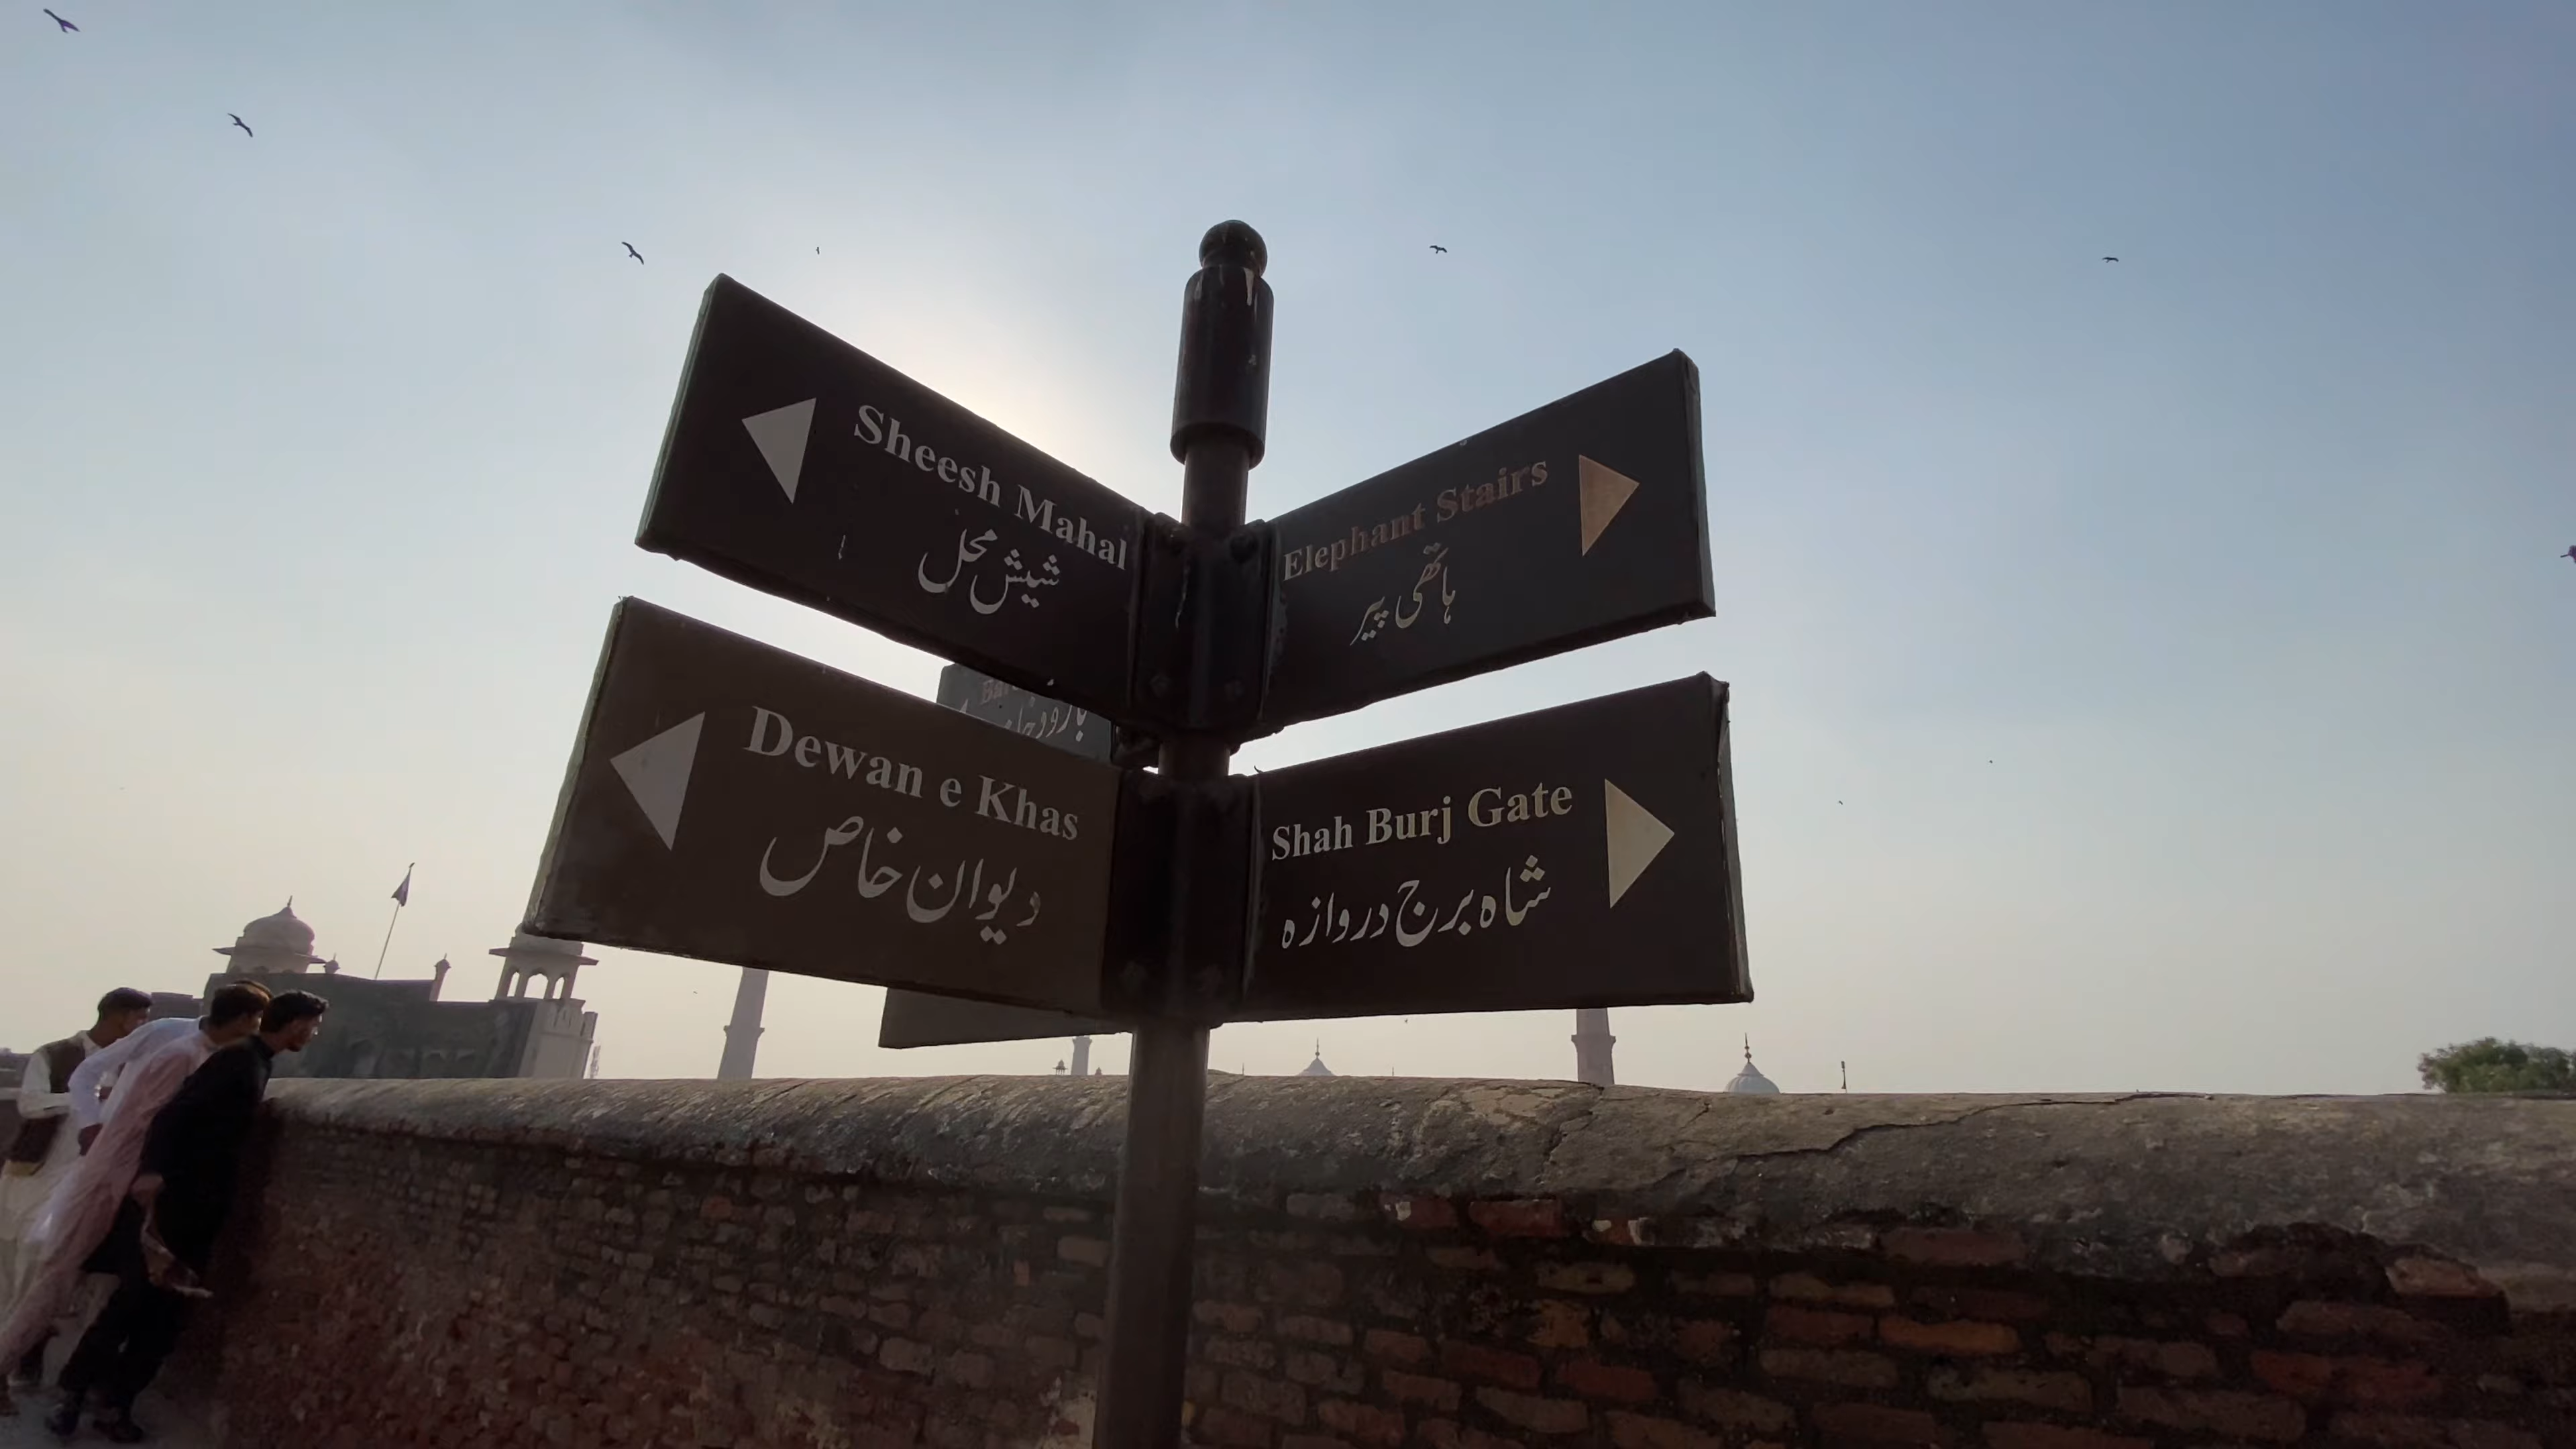 Sheesh Mahal
شیش محل
Elephant Stairs
ہاتھی پیر
Dewan e Khas
دیوان خاص
Shah Burj Gate
شاہ برج دروازہ